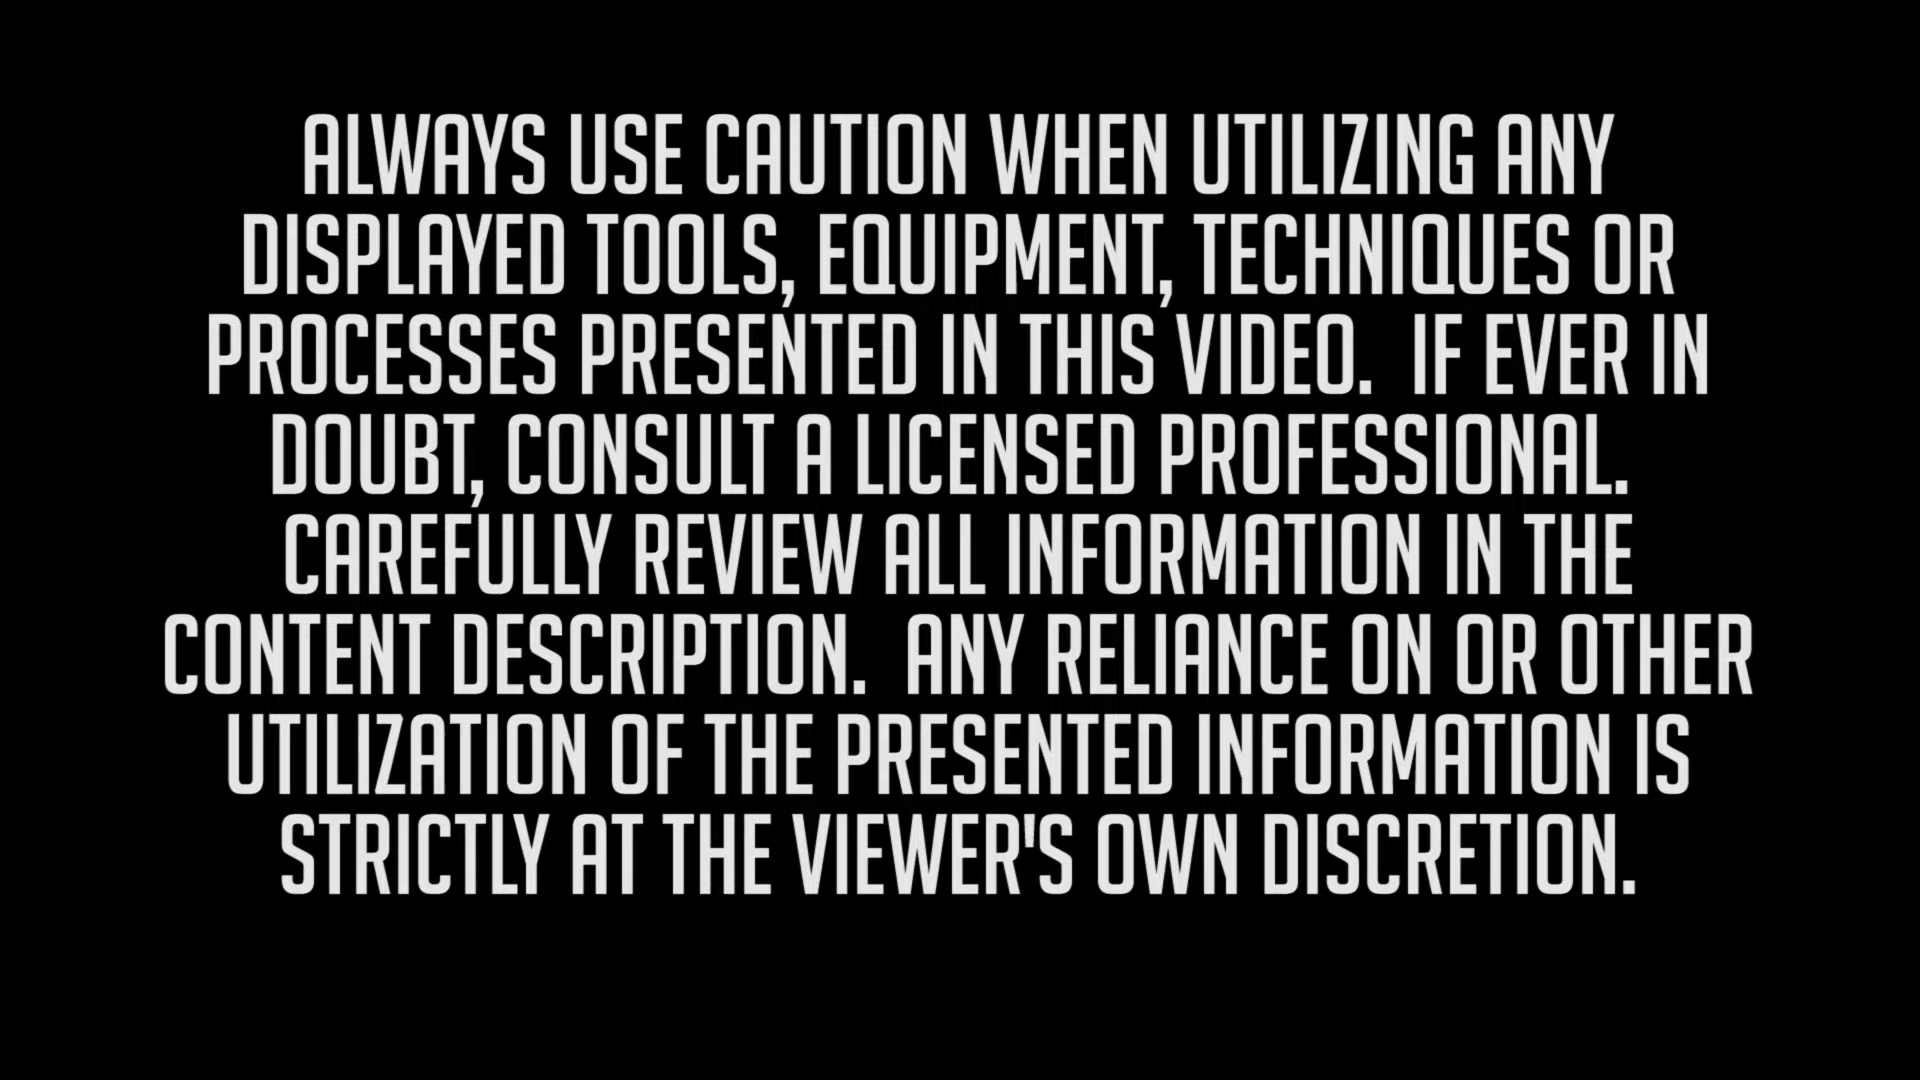 ALWAYS USE CAUTION WHEN UTILIZING ANY
DISPLAYED TOOLS, EQUIPMENT, TECHNIQUES OR
PROCESSES PRESENTED IN THIS VIDEO.  IF EVER IN
DOUBT, CONSULT A LICENSED PROFESSIONAL.
CAREFULLY REVIEW ALL INFORMATION IN THE
CONTENT DESCRIPTION.  ANY RELIANCE ON OR OTHER
UTILIZATION OF THE PRESENTED INFORMATION IS
STRICTLY AT THE VIEWER'S OWN DISCRETION.